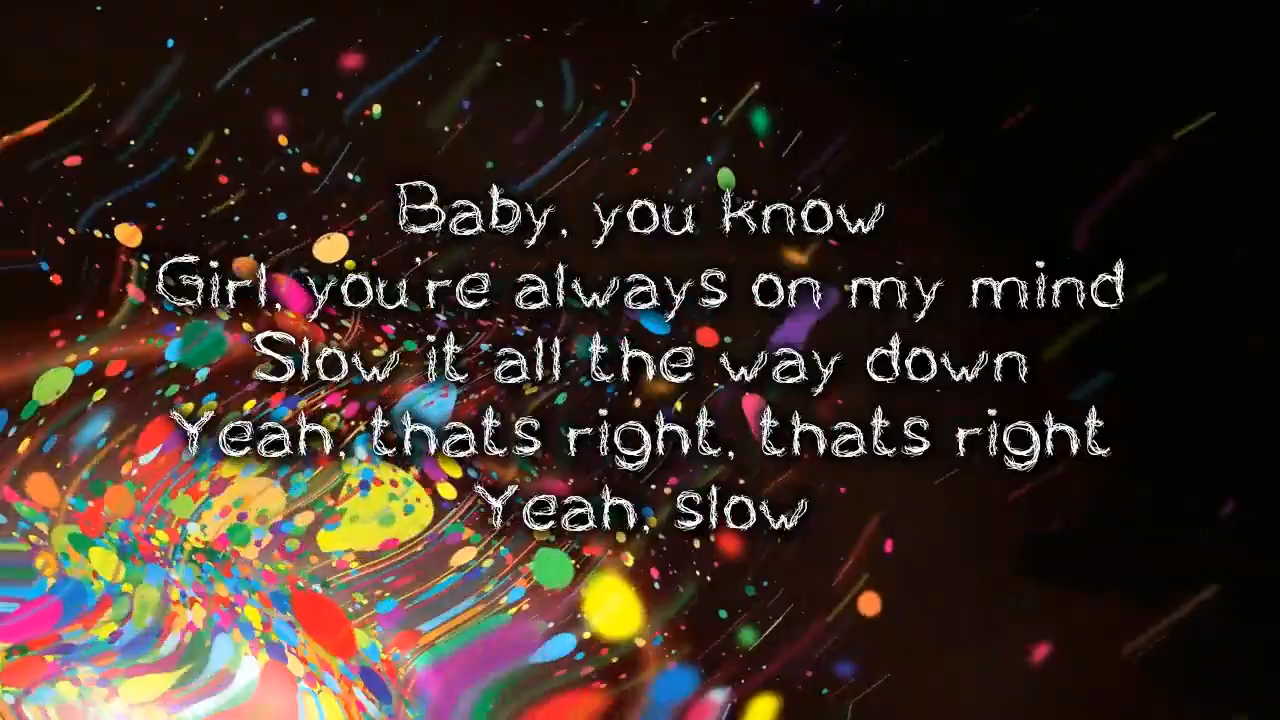 Baby, you know
Girl, you're always on my mind
Slow it all the way down
Yeah, thats right, thats right
Yeah, slow